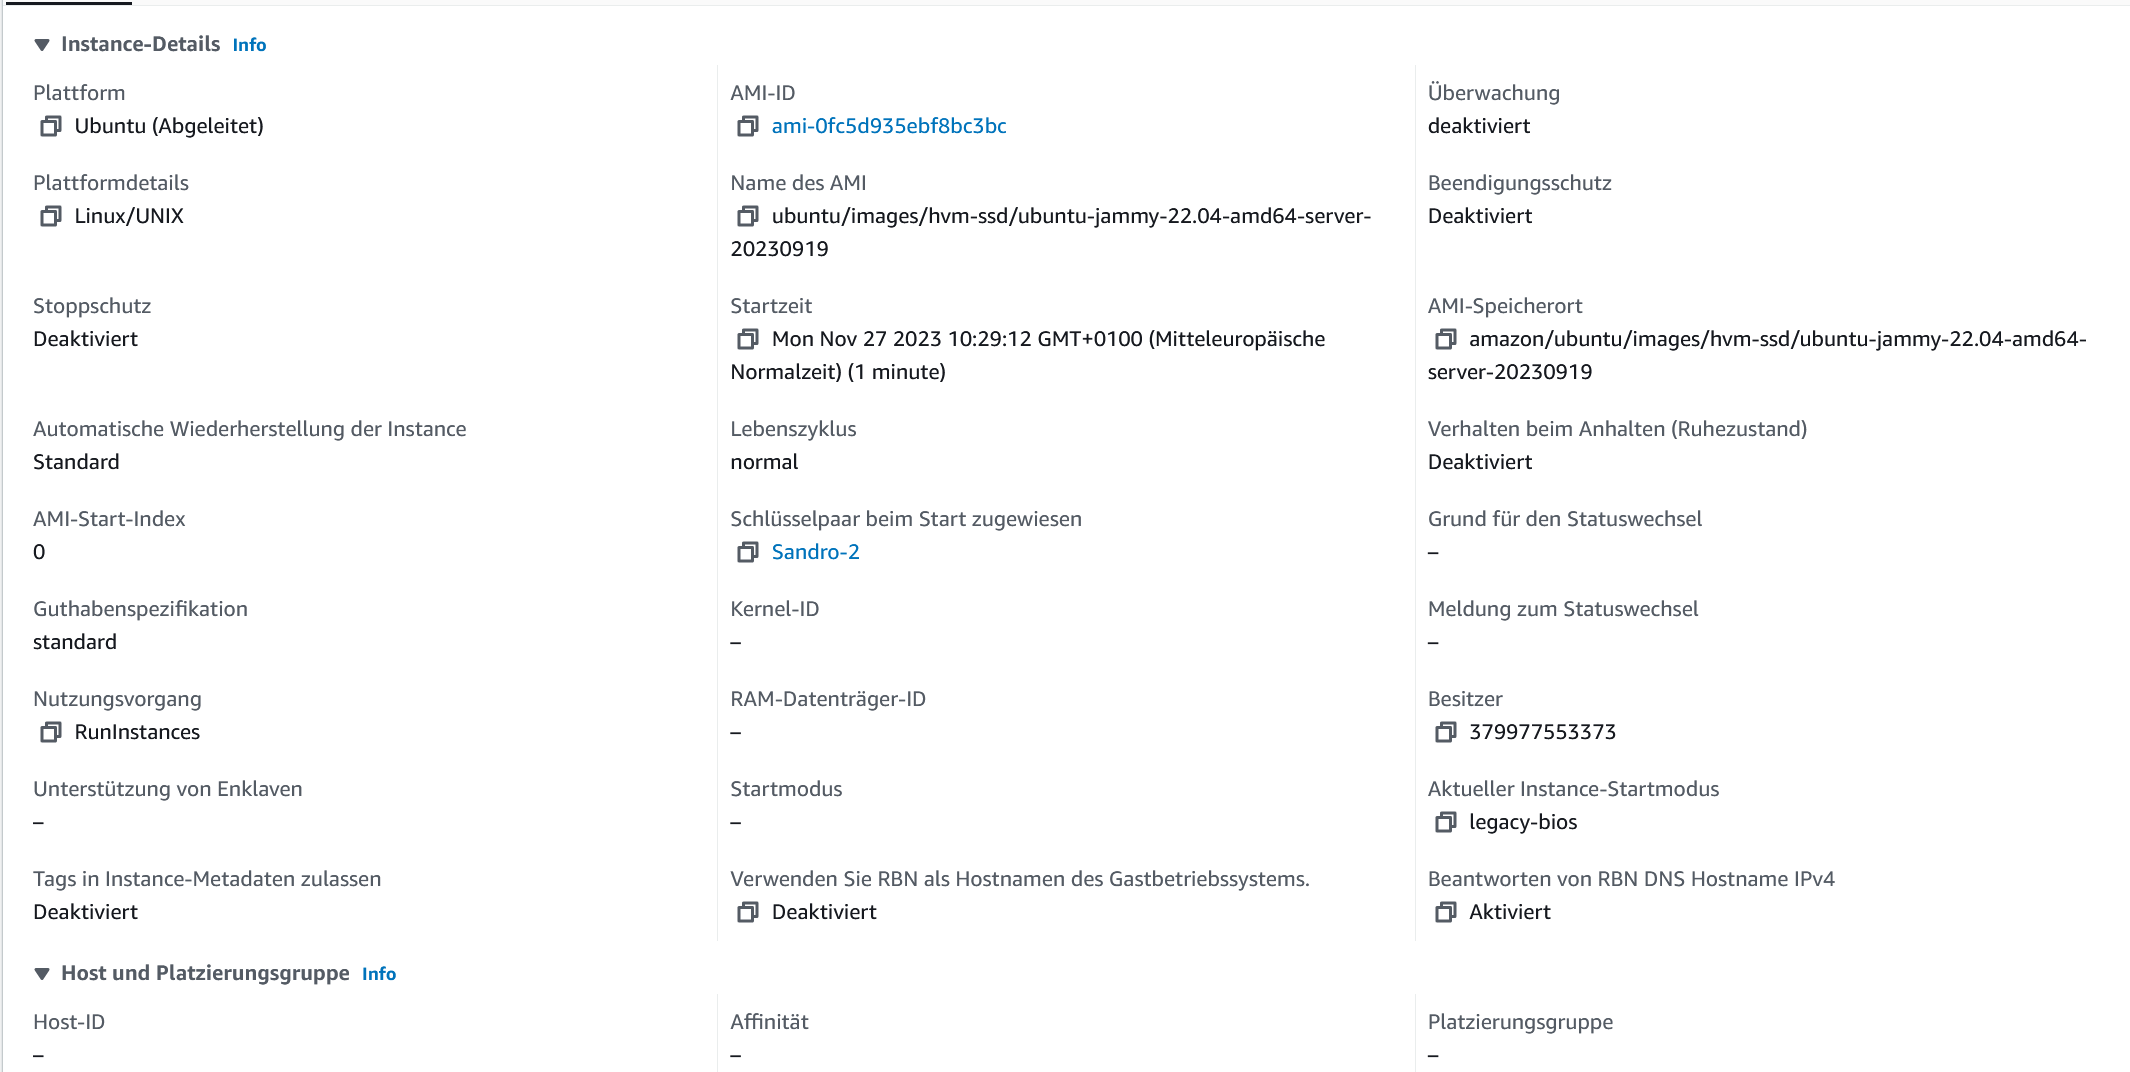 Instance-Details Info
Plattform
Ubuntu (Abgeleitet)
AMI-ID
ami-0fc5d935ebf8bc3bc
Überwachung
deaktiviert
Plattformdetails
Linux/UNIX
Name des AMI
ubuntu/images/hvm-ssd/ubuntu-jammy-22.04-amd64-server-
20230919
Beendigungsschutz
Deaktiviert
Stoppschutz
Deaktiviert
Startzeit
Mon Nov 27 2023 10:29:12 GMT+0100 (Mitteleuropäische
Normalzeit) (1 minute)
AMI-Speicherort
amazon/ubuntu/images/hvm-ssd/ubuntu-jammy-22.04-amd64-
server-20230919
Automatische Wiederherstellung der Instance
Standard
Lebenszyklus
normal
Verhalten beim Anhalten (Ruhezustand)
Deaktiviert
AMI-Start-Index
0
Schlüsselpaar beim Start zugewiesen
Sandro-2
Grund für den Statuswechsel
–
Guthabenspezifikation
standard
Kernel-ID
–
Meldung zum Statuswechsel
–
Nutzungsvorgang
RunInstances
RAM-Datenträger-ID
–
Besitzer
379977553373
Unterstützung von Enklaven
–
Startmodus
–
Aktueller Instance-Startmodus
legacy-bios
Tags in Instance-Metadaten zulassen
Deaktiviert
Verwenden Sie RBN als Hostnamen des Gastbetriebssystems.
Deaktiviert
Beantworten von RBN DNS Hostname IPv4
Aktiviert
Host und Platzierungsgruppe Info
Host-ID
–
Affinität
–
Platzierungsgruppe
–